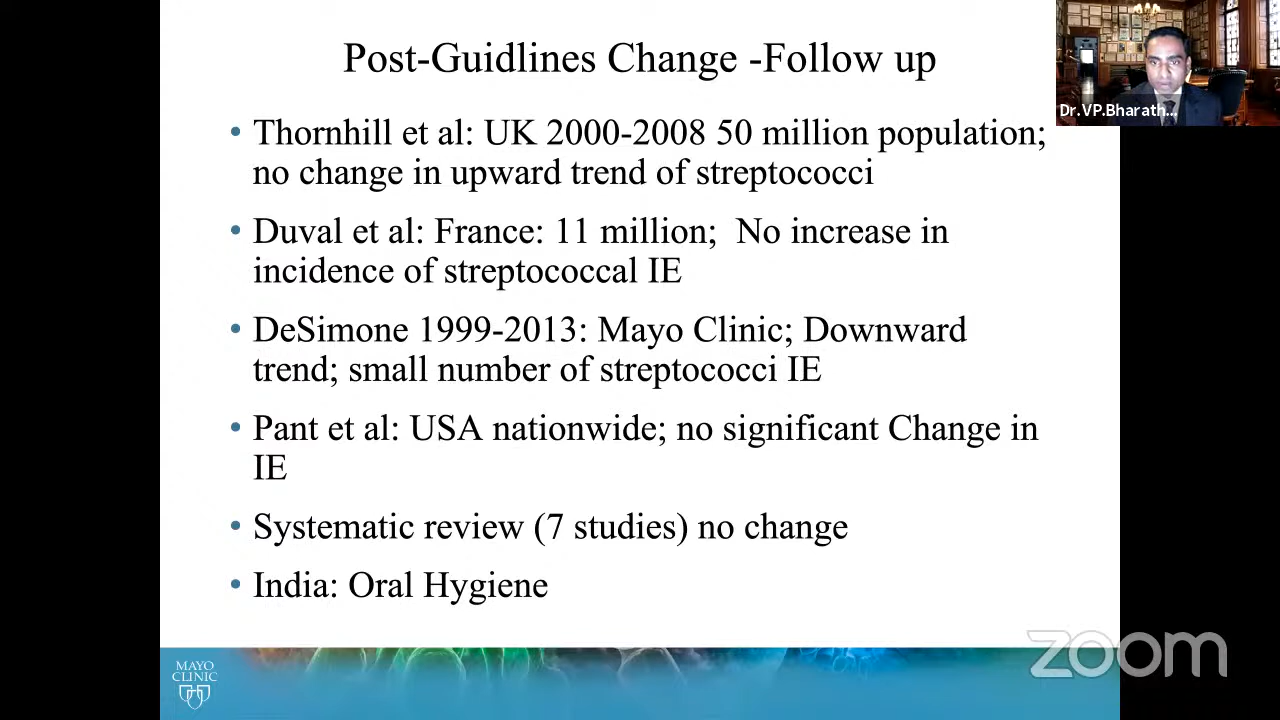 Post-Guidlines Change -Follow up
Dr.VP.Bharath...
• Thornhill et al: UK 2000-2008 50 million population;
no change in upward trend of streptococci
• Duval et al: France: 11 million; No increase in
incidence of streptococcal IE
• DeSimone 1999-2013: Mayo Clinic; Downward
trend; small number of streptococci IE
• Pant et al: USA nationwide; no significant Change in
IE
• Systematic review (7 studies) no change
• India: Oral Hygiene
MAYO
CLINIC
zoom